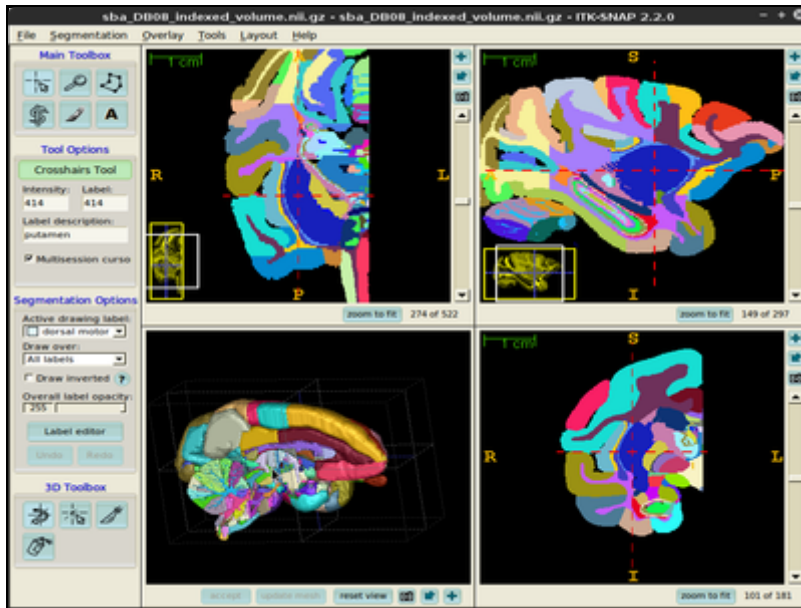 sba_DB08_indexed_volume.nii.gz - sba_DB08_indexed_volume.nii.gz - ITK-SNAP 2.2.0
File Segmentation Overlay Tools Layout Help
Main Toolbox
A
Tool Options
Crosshairs Tool
Intensity: Label:
414 414
Label description:
putamen
Multisession curso
Segmentation Options
Active drawing label:
dorsal motor
Draw over:
All labels
Draw inverted ?
Overall label opacity:
255
Label editor
Undo Redo
3D Toolbox
1 cm
R
L
P
zoom to fit 274 of 522
1 cm
S
P
I
zoom to fit 149 of 297
accept update mesh reset view
1 cm
S
R
L
I
zoom to fit 101 of 181